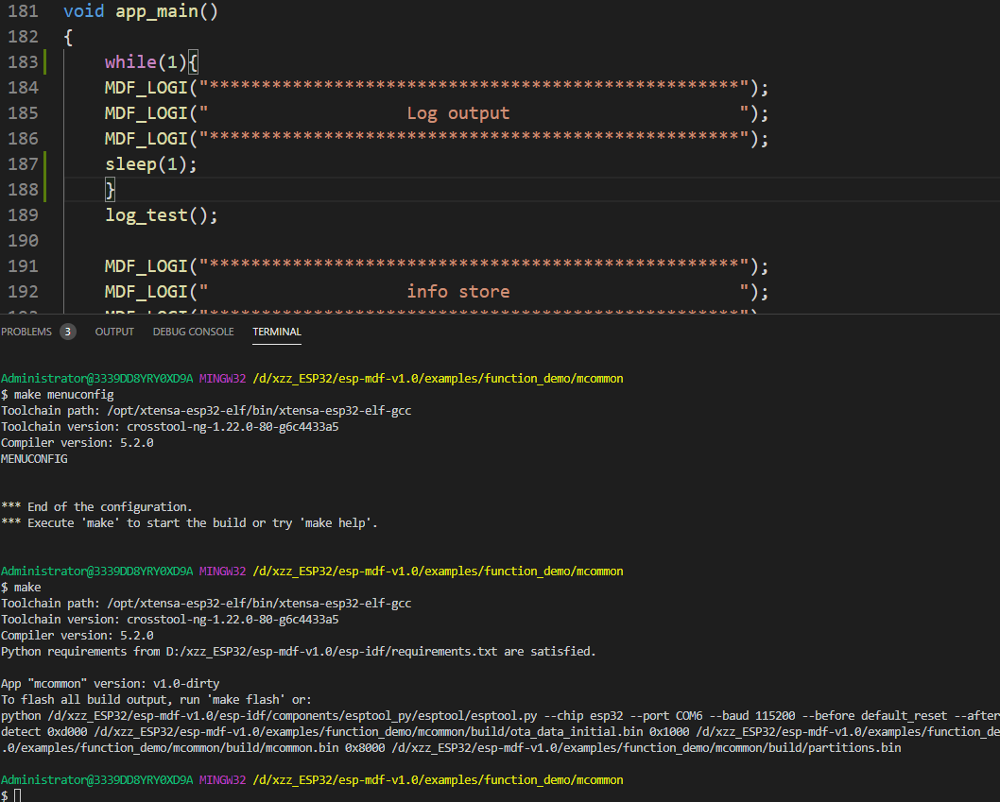 181 void app_main()
182 {
183 while(1){
184 MDF_LOGI("***************************************************");
185 MDF_LOGI("                   Log output                      ");
186 MDF_LOGI("***************************************************");
187 sleep(1);
188 }
189 log_test();
190
191 MDF_LOGI("***************************************************");
192 MDF_LOGI("                   info store                      ");
193 MDF_LOGI("***************************************************")
PROBLEMS 3 OUTPUT DEBUG CONSOLE TERMINAL
Administrator@3339DD8YRY0XD9A MINGW32 /d/xzz_ESP32/esp-mdf-v1.0/examples/function_demo/mcommon
$ make menuconfig
Toolchain path: /opt/xtensa-esp32-elf/bin/xtensa-esp32-elf-gcc
Toolchain version: crosstool-ng-1.22.0-80-g6c4433a5
Compiler version: 5.2.0
MENUCONFIG
*** End of the configuration.
*** Execute 'make' to start the build or try 'make help'.
Administrator@3339DD8YRY0XD9A MINGW32 /d/xzz_ESP32/esp-mdf-v1.0/examples/function_demo/mcommon
$ make
Toolchain path: /opt/xtensa-esp32-elf/bin/xtensa-esp32-elf-gcc
Toolchain version: crosstool-ng-1.22.0-80-g6c4433a5
Compiler version: 5.2.0
Python requirements from D:/xzz_ESP32/esp-mdf-v1.0/esp-idf/requirements.txt are satisfied.
App "mcommon" version: v1.0-dirty
To flash all build output, run 'make flash' or:
python /d/xzz_ESP32/esp-mdf-v1.0/esp-idf/components/esptool_py/esptool/esptool.py --chip esp32 --port COM6 --baud 115200 --before default_reset --after
detect 0xd000 /d/xzz_ESP32/esp-mdf-v1.0/examples/function_demo/mcommon/build/ota_data_initial.bin 0x1000 /d/xzz_ESP32/esp-mdf-v1.0/examples/function_de
.0/examples/function_demo/mcommon/build/mcommon.bin 0x8000 /d/xzz_ESP32/esp-mdf-v1.0/examples/function_demo/mcommon/build/partitions.bin
Administrator@3339DD8YRY0XD9A MINGW32 /d/xzz_ESP32/esp-mdf-v1.0/examples/function_demo/mcommon
$